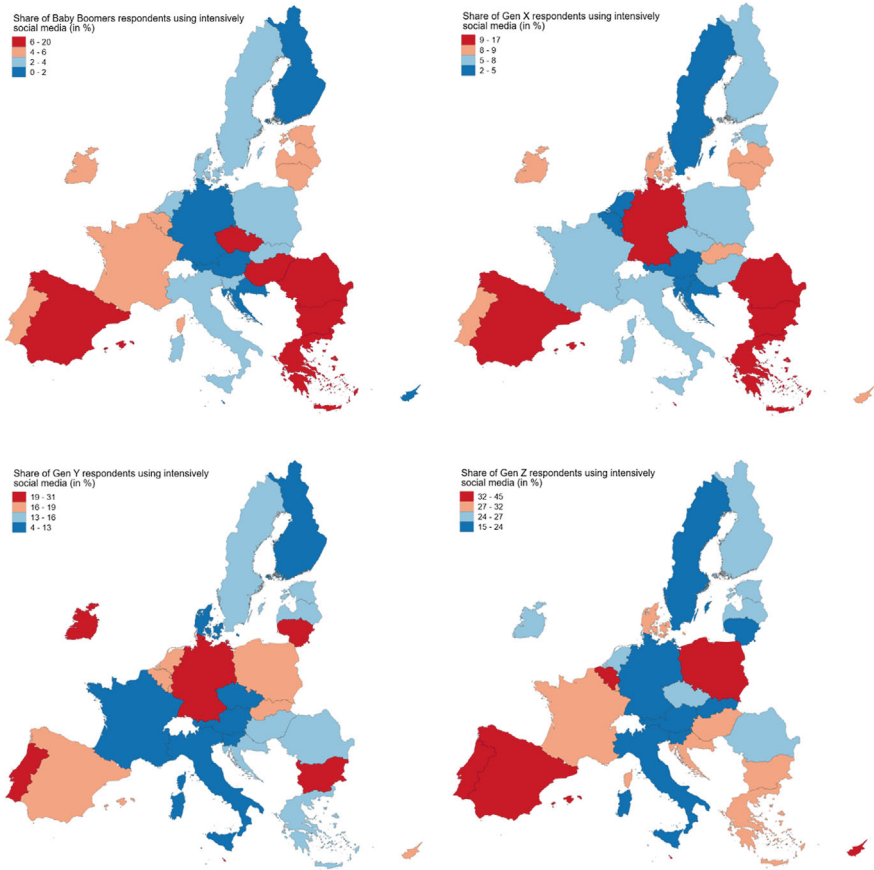 Share of Baby Boomers respondents using intensively
social media (in %)
6 - 20
4 - 6
2 - 4
0 - 2
Share of Gen X respondents using intensively
social media (in %)
9 - 17
8 - 9
5 - 8
2 - 5
Share of Gen Y respondents using intensively
social media (in %)
19 - 31
16 - 19
13 - 16
4 - 13
Share of Gen Z respondents using intensively
social media (in %)
32 - 45
27 - 32
24 - 27
15 - 24